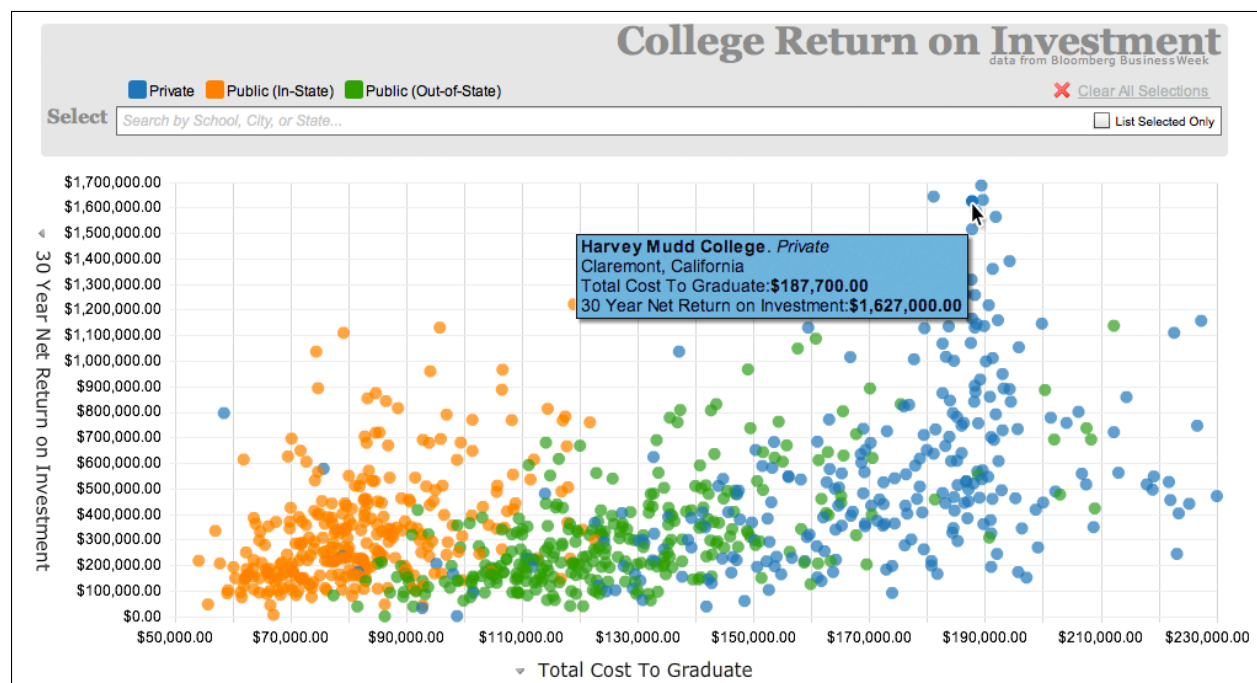 College Return on Investment
data from Bloomberg BusinessWeek
Private Public (In-State) Public (Out-of-State)
Clear All Selections
Select
Search by School, City, or State...
List Selected Only
$1,700,000.00
$1,600,000.00
$1,500,000.00
$1,400,000.00
$1,300,000.00
$1,200,000.00
$1,100,000.00
$1,000,000.00
$900,000.00
$800,000.00
$700,000.00
$600,000.00
$500,000.00
$400,000.00
$300,000.00
$200,000.00
$100,000.00
$0.00
30 Year Net Return on Investment
Harvey Mudd College. Private
Claremont, California
Total Cost To Graduate:$187,700.00
30 Year Net Return on Investment:$1,627,000.00
$50,000.00 $70,000.00 $90,000.00 $110,000.00 $130,000.00 $150,000.00 $170,000.00 $190,000.00 $210,000.00 $230,000.00
Total Cost To Graduate